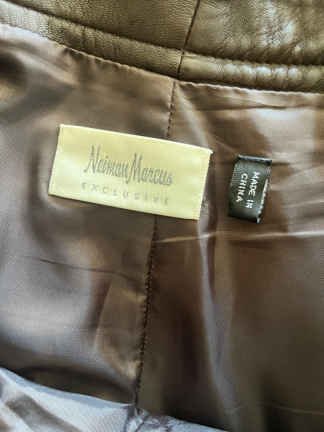 Neiman Marcus
EXCLUSIVE
MADE IN
CHINA